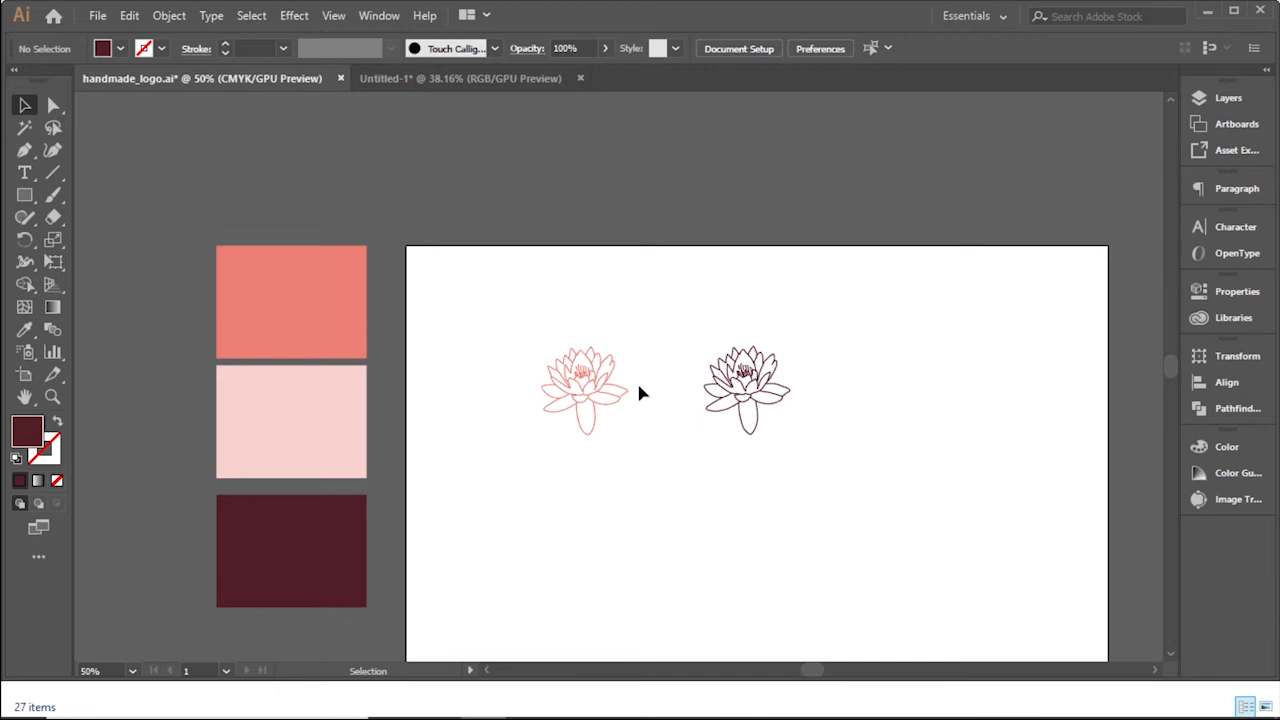 Ai File Edit Object Type Select Effect View Window Help Essentials Search Adobe Stock
No Selection Stroke: Touch Callig... Opacity: 100% Style: Document Setup Preferences
handmade_logo.ai* @ 50% (CMYK/GPU Preview) Untitled-1* @ 38.16% (RGB/GPU Preview)
Layers
Artboards
Asset Ex...
Paragraph
Character
OpenType
Properties
Libraries
Transform
Align
Pathfind...
Color
Color Gu...
Image Tr...
50% 1 Selection
27 items